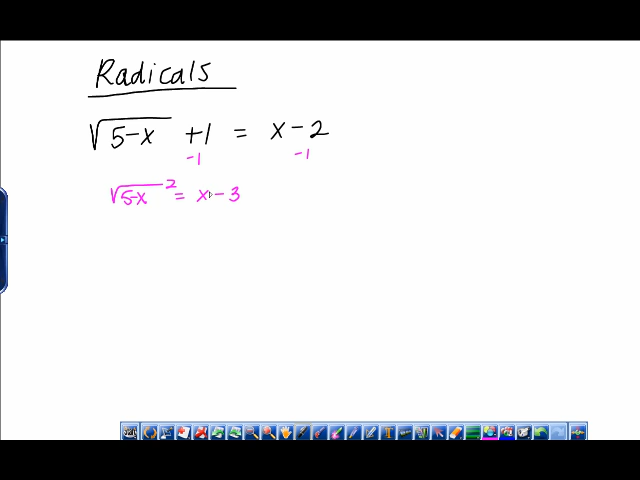 Radicals
√5-x +1 = x-2
-1 -1
√5-x ² = x-3